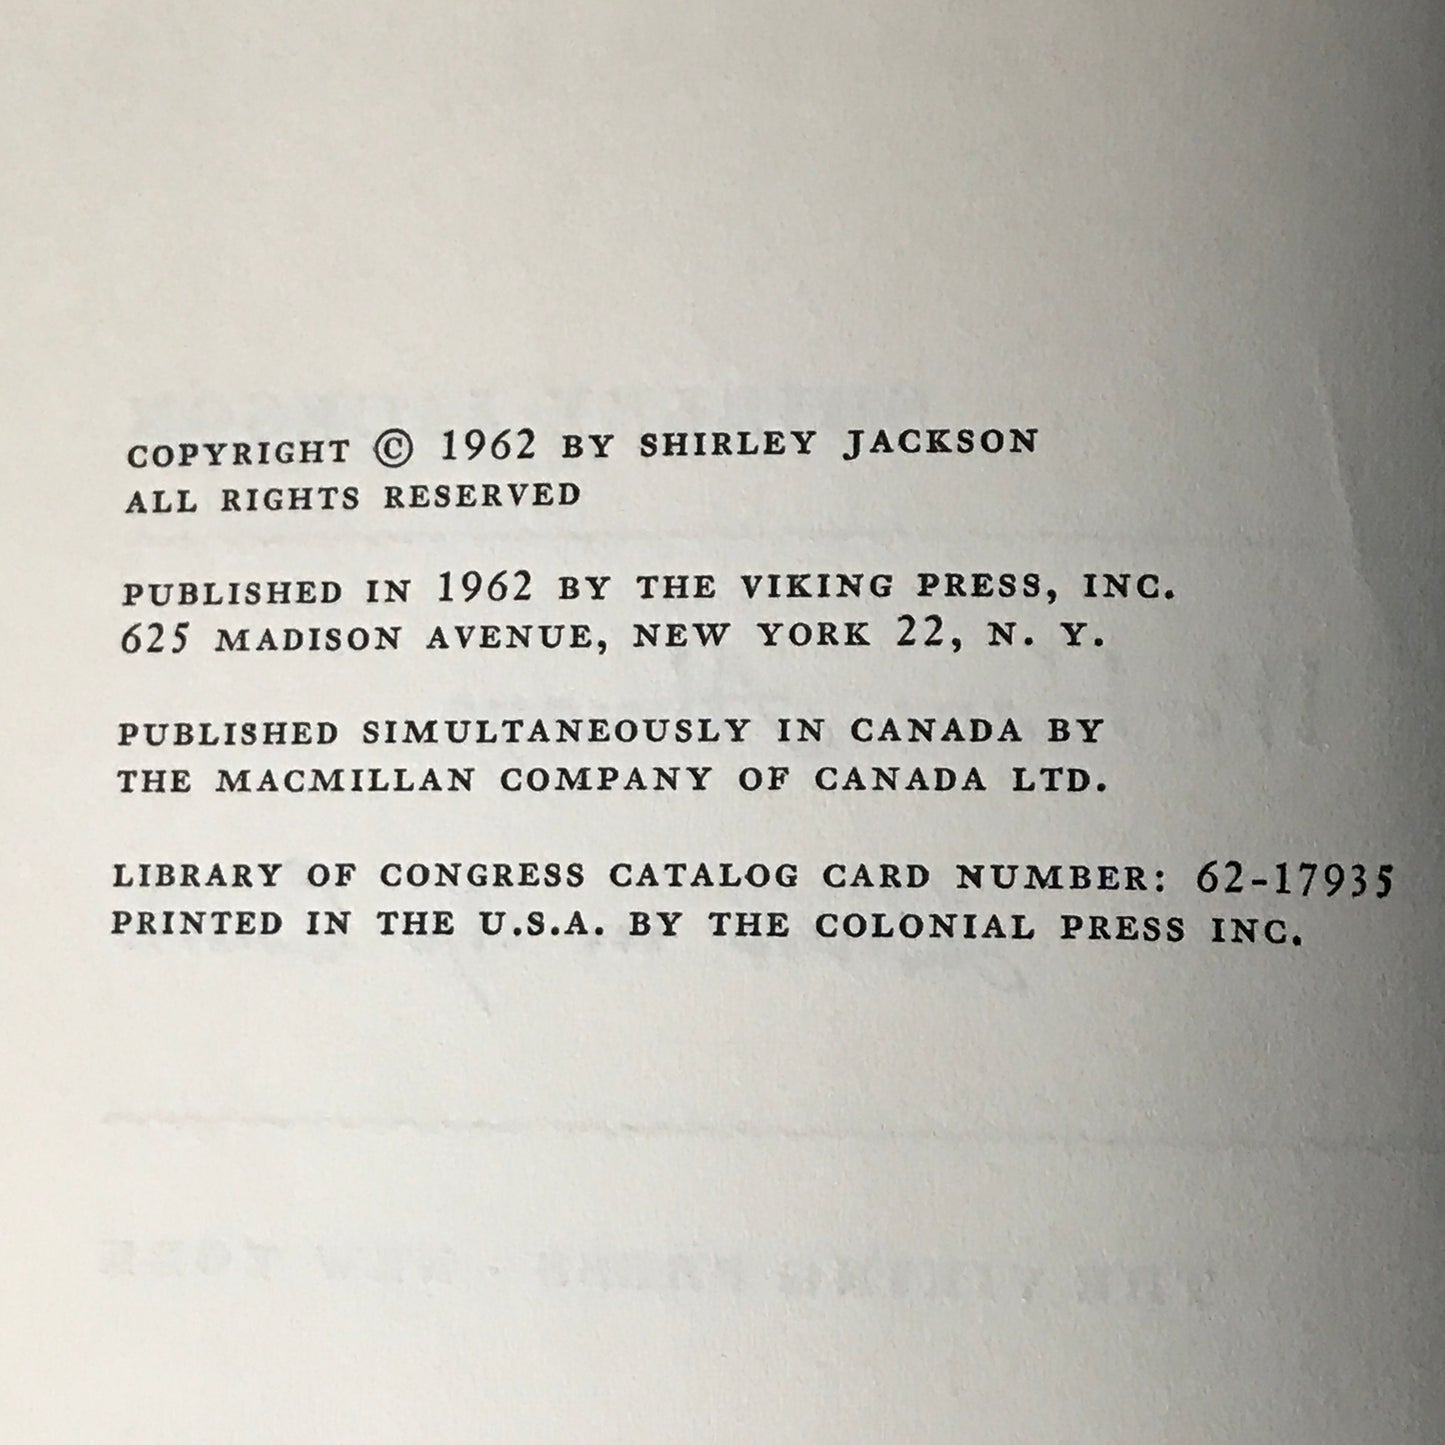 COPYRIGHT © 1962 BY SHIRLEY JACKSON
ALL RIGHTS RESERVED
PUBLISHED IN 1962 BY THE VIKING PRESS, INC.
625 MADISON AVENUE, NEW YORK 22, N. Y.
PUBLISHED SIMULTANEOUSLY IN CANADA BY
THE MACMILLAN COMPANY OF CANADA LTD.
LIBRARY OF CONGRESS CATALOG CARD NUMBER: 62-17935
PRINTED IN THE U.S.A. BY THE COLONIAL PRESS INC.